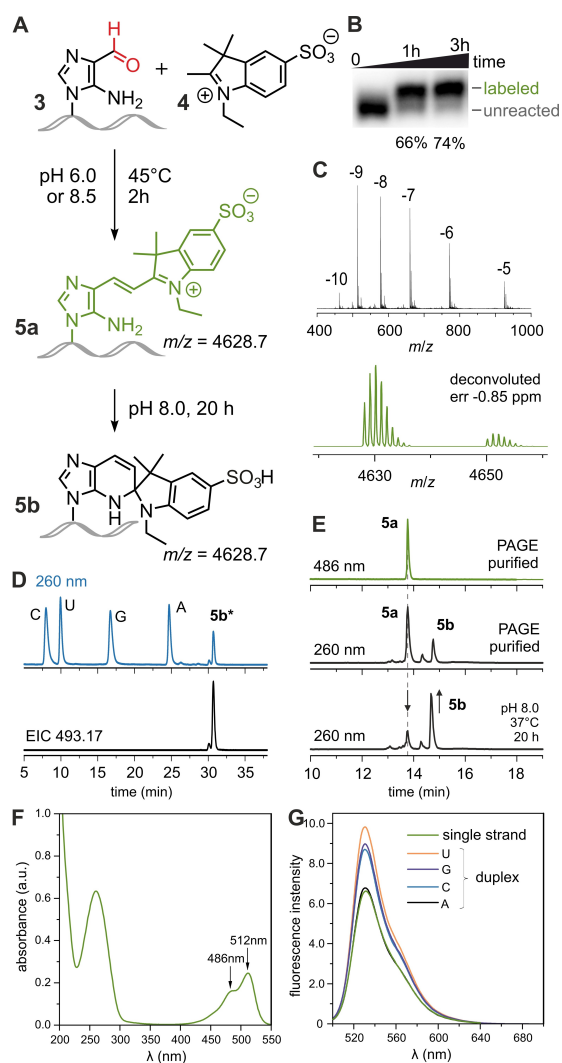 A
H
O
N
N
NH₂
3
+
4
SO₃
⊖
N
⊕
B
0
1h
3h
time
labeled
unreacted
66% 74%
pH 6.0
or 8.5
45°C
2h
SO₃
⊖
N
⊕
N
N
NH₂
5a
m/z = 4628.7
pH 8.0, 20 h
5b
N
N
N
H
N
SO₃H
m/z = 4628.7
C
-10
-9
-8
-7
-6
-5
400 600 800 1000
m/z
deconvoluted
err -0.85 ppm
4630 4650
m/z
D
260 nm
C
U
G
A
5b*
EIC 493.17
5 10 15 20 25 30 35
time (min)
E
5a
PAGE
purified
486 nm
5a
5b
PAGE
purified
260 nm
5b
pH 8.0
37°C
20 h
260 nm
10 12 14 16 18
time (min)
F
1.0
0.8
0.6
0.4
0.2
0.0
absorbance (a.u.)
486nm
512nm
200 250 300 350 400 450 500 550
λ (nm)
G
10.0
8.0
6.0
4.0
2.0
0
fluorescence instensity
single strand
U
G
C
A
duplex
520 560 600 640 680
λ (nm)